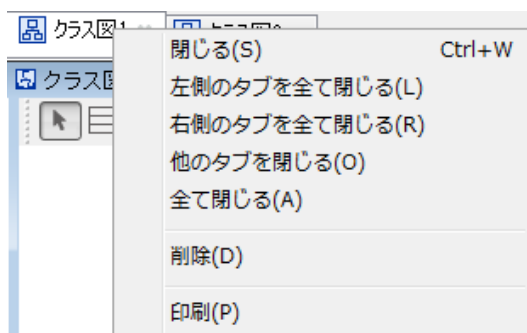 クラス図1
閉じる(S) Ctrl+W
クラス図
左側のタブを全て閉じる(L)
右側のタブを全て閉じる(R)
他のタブを閉じる(O)
全て閉じる(A)
削除(D)
印刷(P)